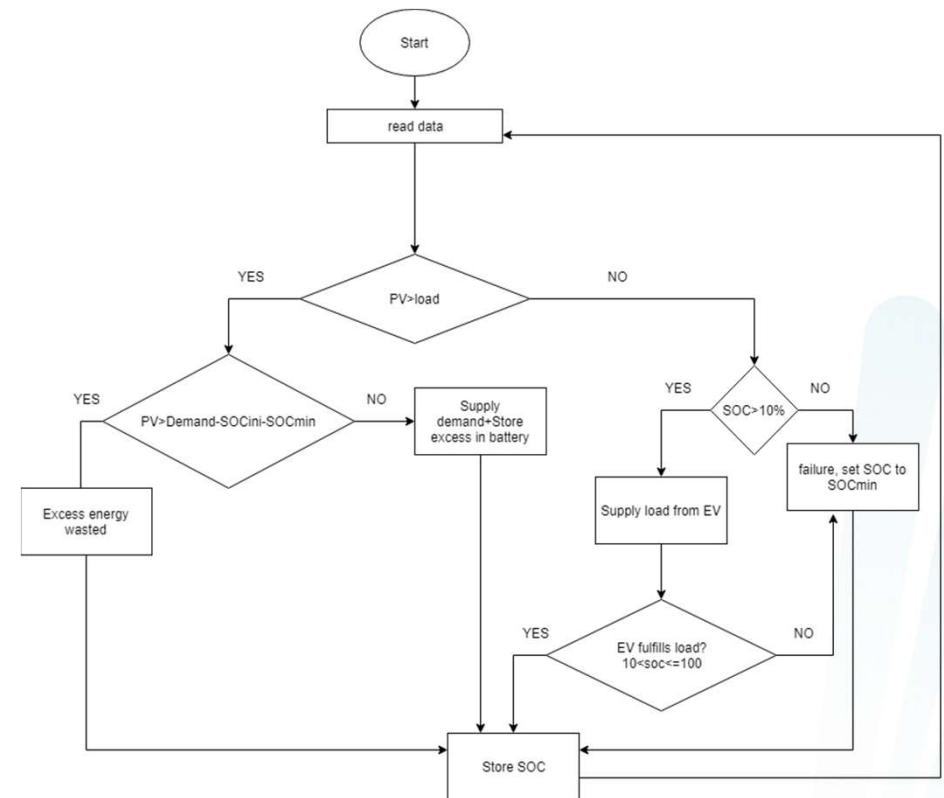 Start
read data
YES
NO
PV>load
YES
NO
YES
NO
PV>Demand-SOCini-SOCmin
Supply
demand+Store
excess in battery
SOC>10%
failure, set SOC to
SOCmin
Excess energy
wasted
Supply load from EV
YES
NO
EV fulfills load?
10<soc<=100
Store SOC